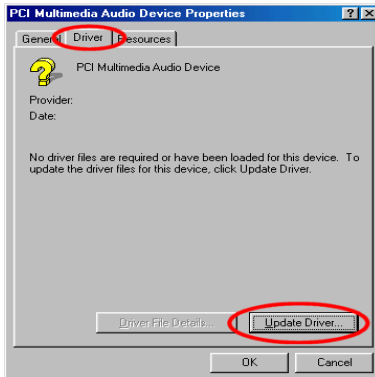 PCI Multimedia Audio Device Properties
General Driver Resources
PCI Multimedia Audio Device
Provider:
Date:
No driver files are required or have been loaded for this device. To
update the driver files for this device, click Update Driver.
Driver File Details... Update Driver...
OK Cancel